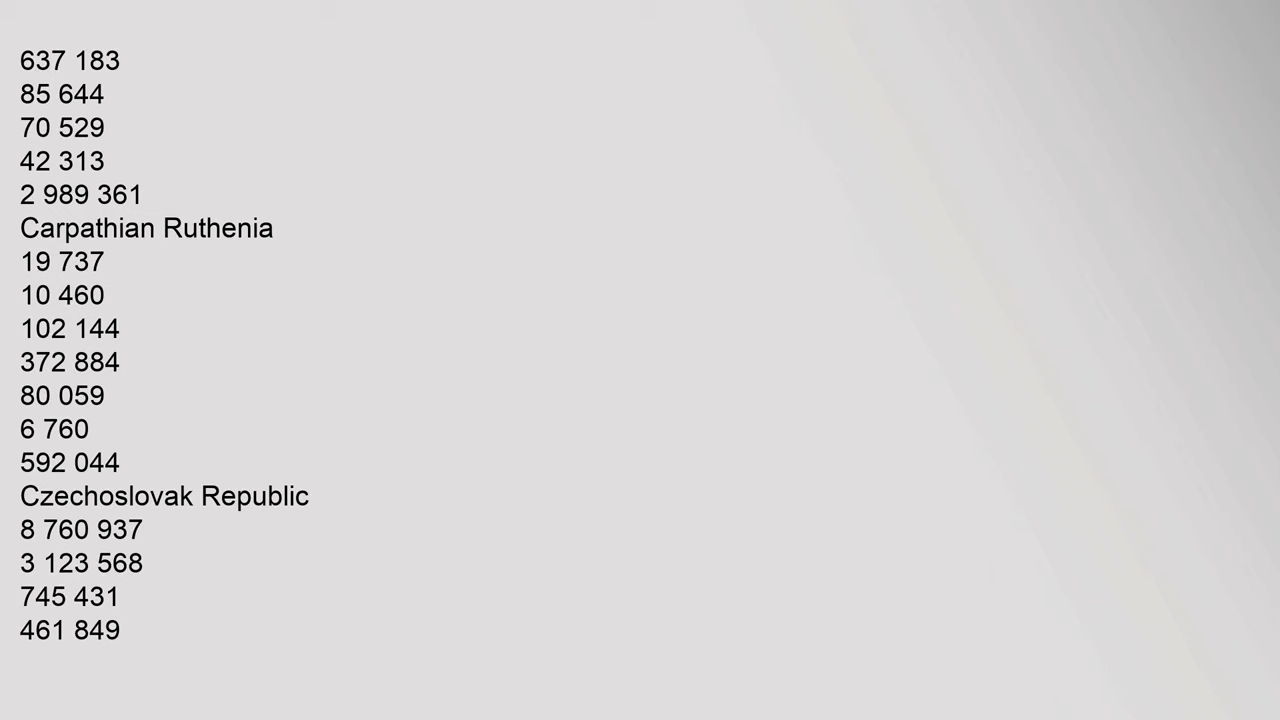 637 183
85 644
70 529
42 313
2 989 361
Carpathian Ruthenia
19 737
10 460
102 144
372 884
80 059
6 760
592 044
Czechoslovak Republic
8 760 937
3 123 568
745 431
461 849